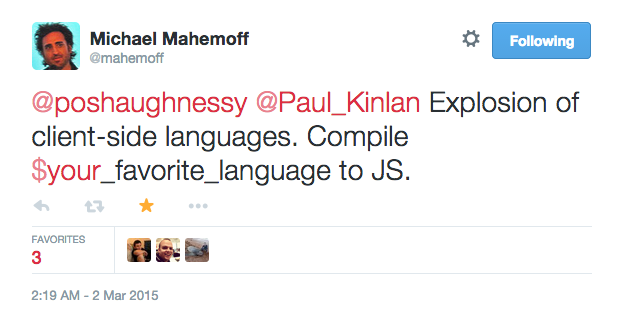 Michael Mahemoff
@mahemoff
Following
@poshaughnessy @Paul_Kinlan Explosion of
client-side languages. Compile
$your_favorite_language to JS.
FAVORITES
3
2:19 AM - 2 Mar 2015